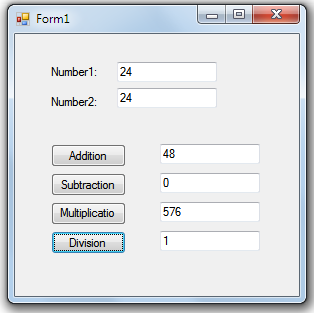 Form1
Number1: 24
Number2: 24
Addition 48
Subtraction 0
Multiplicatio 576
Division 1